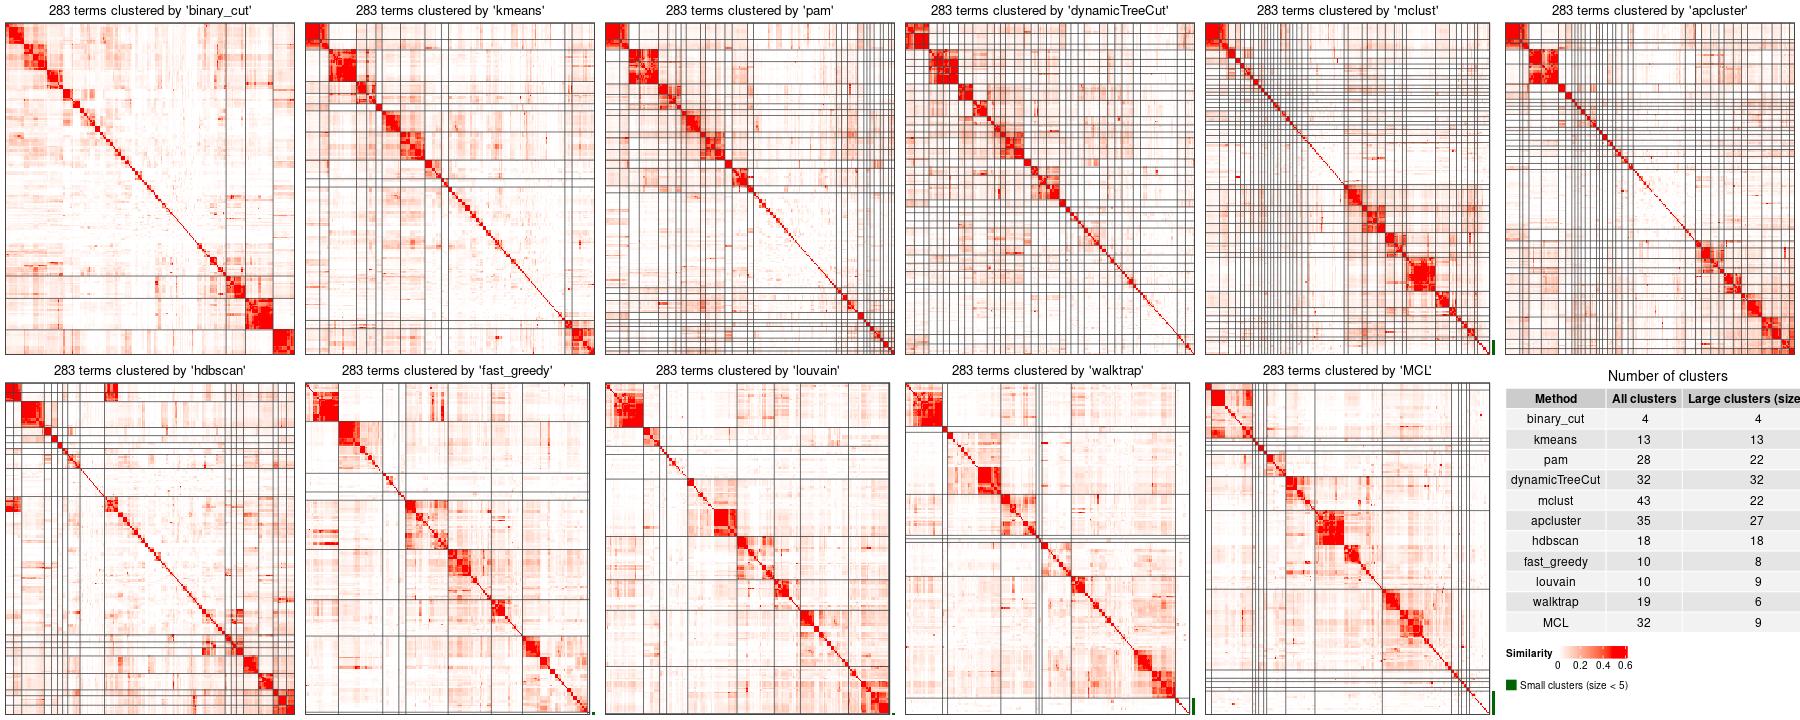 283 terms clustered by 'binary_cut'
283 terms clustered by 'kmeans'
283 terms clustered by 'pam'
283 terms clustered by 'dynamicTreeCut'
283 terms clustered by 'mclust'
283 terms clustered by 'apcluster'
283 terms clustered by 'hdbscan'
283 terms clustered by 'fast_greedy'
283 terms clustered by 'louvain'
283 terms clustered by 'walktrap'
283 terms clustered by 'MCL'
Number of clusters
Method All clusters Large clusters (size
binary_cut 4 4
kmeans 13 13
pam 28 22
dynamicTreeCut 32 32
mclust 43 22
apcluster 35 27
hdbscan 18 18
fast_greedy 10 8
louvain 10 9
walktrap 19 6
MCL 32 9
Similarity
0 0.2 0.4 0.6
Small clusters (size < 5)